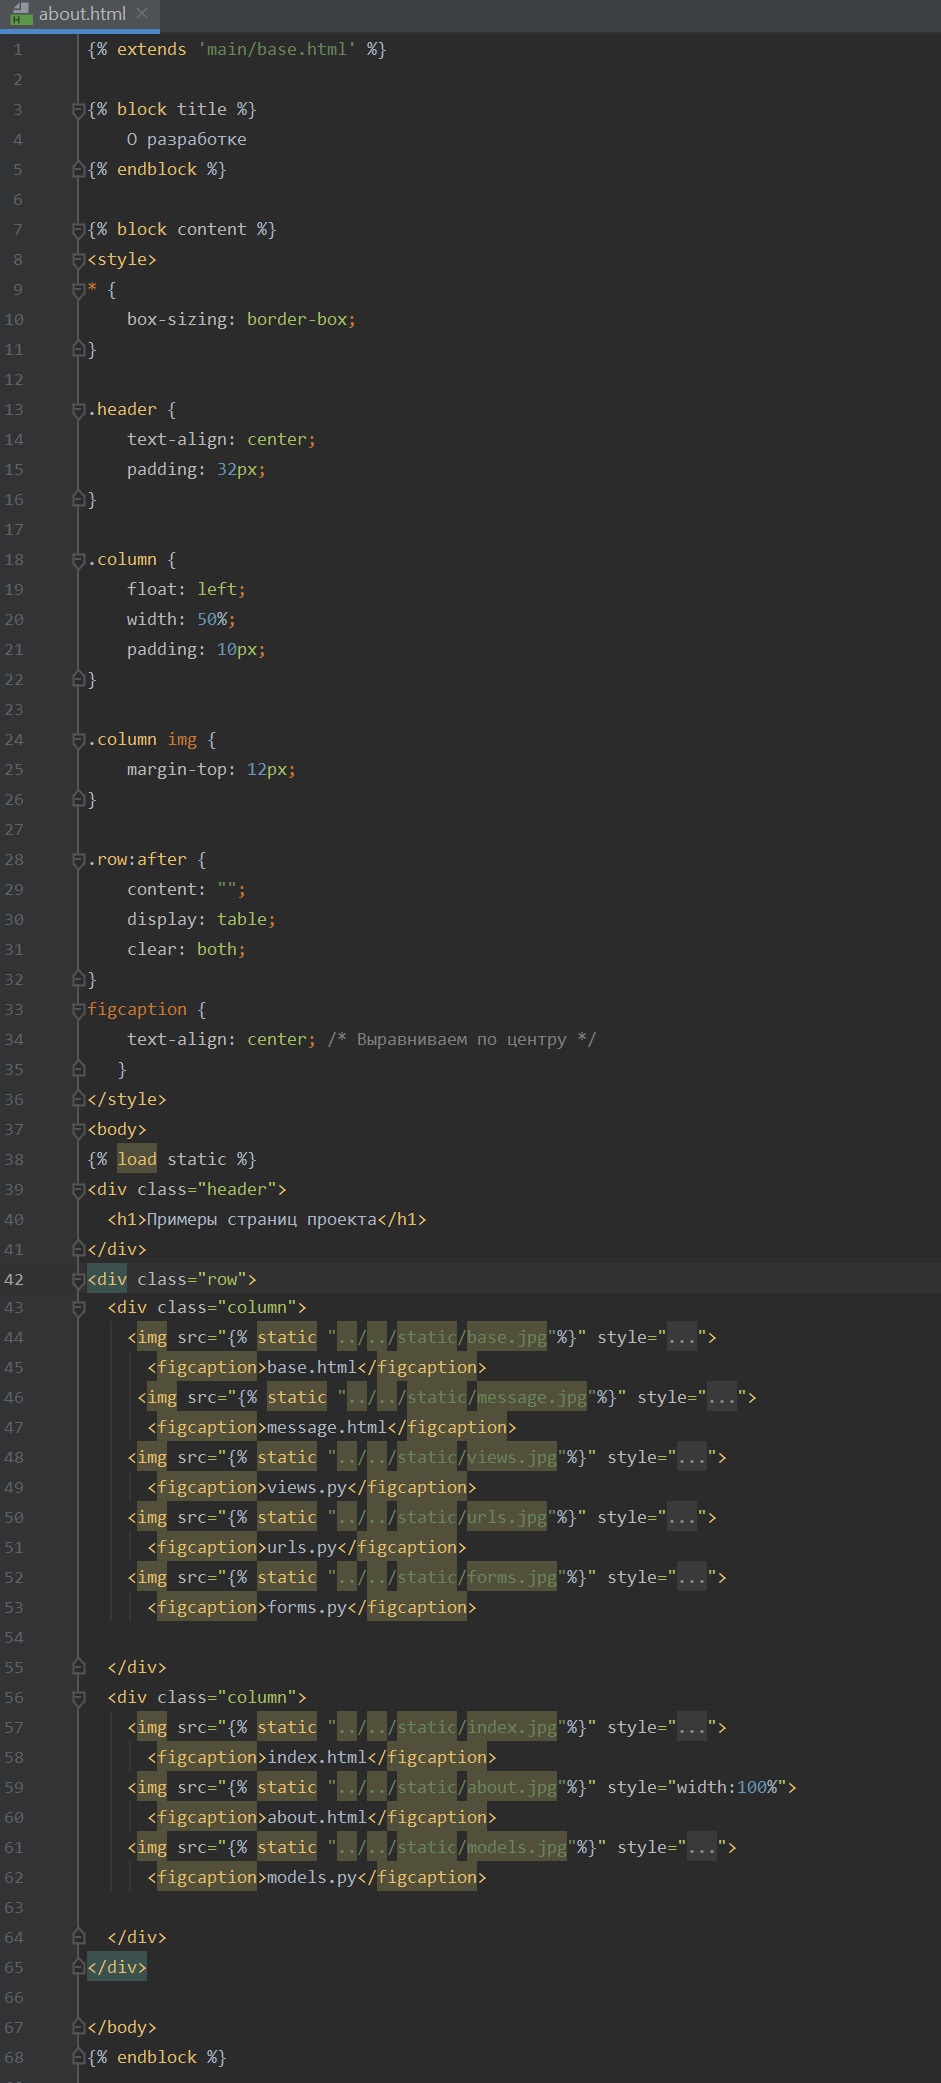 about.html
1 {% extends 'main/base.html' %}
2
3 {% block title %}
4     О разработке
5 {% endblock %}
6
7 {% block content %}
8 <style>
9 * {
10     box-sizing: border-box;
11 }
12
13 .header {
14     text-align: center;
15     padding: 32px;
16 }
17
18 .column {
19     float: left;
20     width: 50%;
21     padding: 10px;
22 }
23
24 .column img {
25     margin-top: 12px;
26 }
27
28 .row:after {
29     content: "";
30     display: table;
31     clear: both;
32 }
33 figcaption {
34     text-align: center; /* Выравниваем по центру */
35    }
36 </style>
37 <body>
38 {% load static %}
39 <div class="header">
40   <h1>Примеры страниц проекта</h1>
41 </div>
42 <div class="row">
43   <div class="column">
44     <img src="{% static "../../static/base.jpg"%}" style="...">
45       <figcaption>base.html</figcaption>
46      <img src="{% static "../../static/message.jpg"%}" style="...">
47       <figcaption>message.html</figcaption>
48     <img src="{% static "../../static/views.jpg"%}" style="...">
49       <figcaption>views.py</figcaption>
50     <img src="{% static "../../static/urls.jpg"%}" style="...">
51       <figcaption>urls.py</figcaption>
52     <img src="{% static "../../static/forms.jpg"%}" style="...">
53       <figcaption>forms.py</figcaption>
54
55   </div>
56   <div class="column">
57     <img src="{% static "../../static/index.jpg"%}" style="...">
58       <figcaption>index.html</figcaption>
59     <img src="{% static "../../static/about.jpg"%}" style="width:100%">
60       <figcaption>about.html</figcaption>
61     <img src="{% static "../../static/models.jpg"%}" style="...">
62       <figcaption>models.py</figcaption>
63
64   </div>
65 </div>
66
67 </body>
68 {% endblock %}